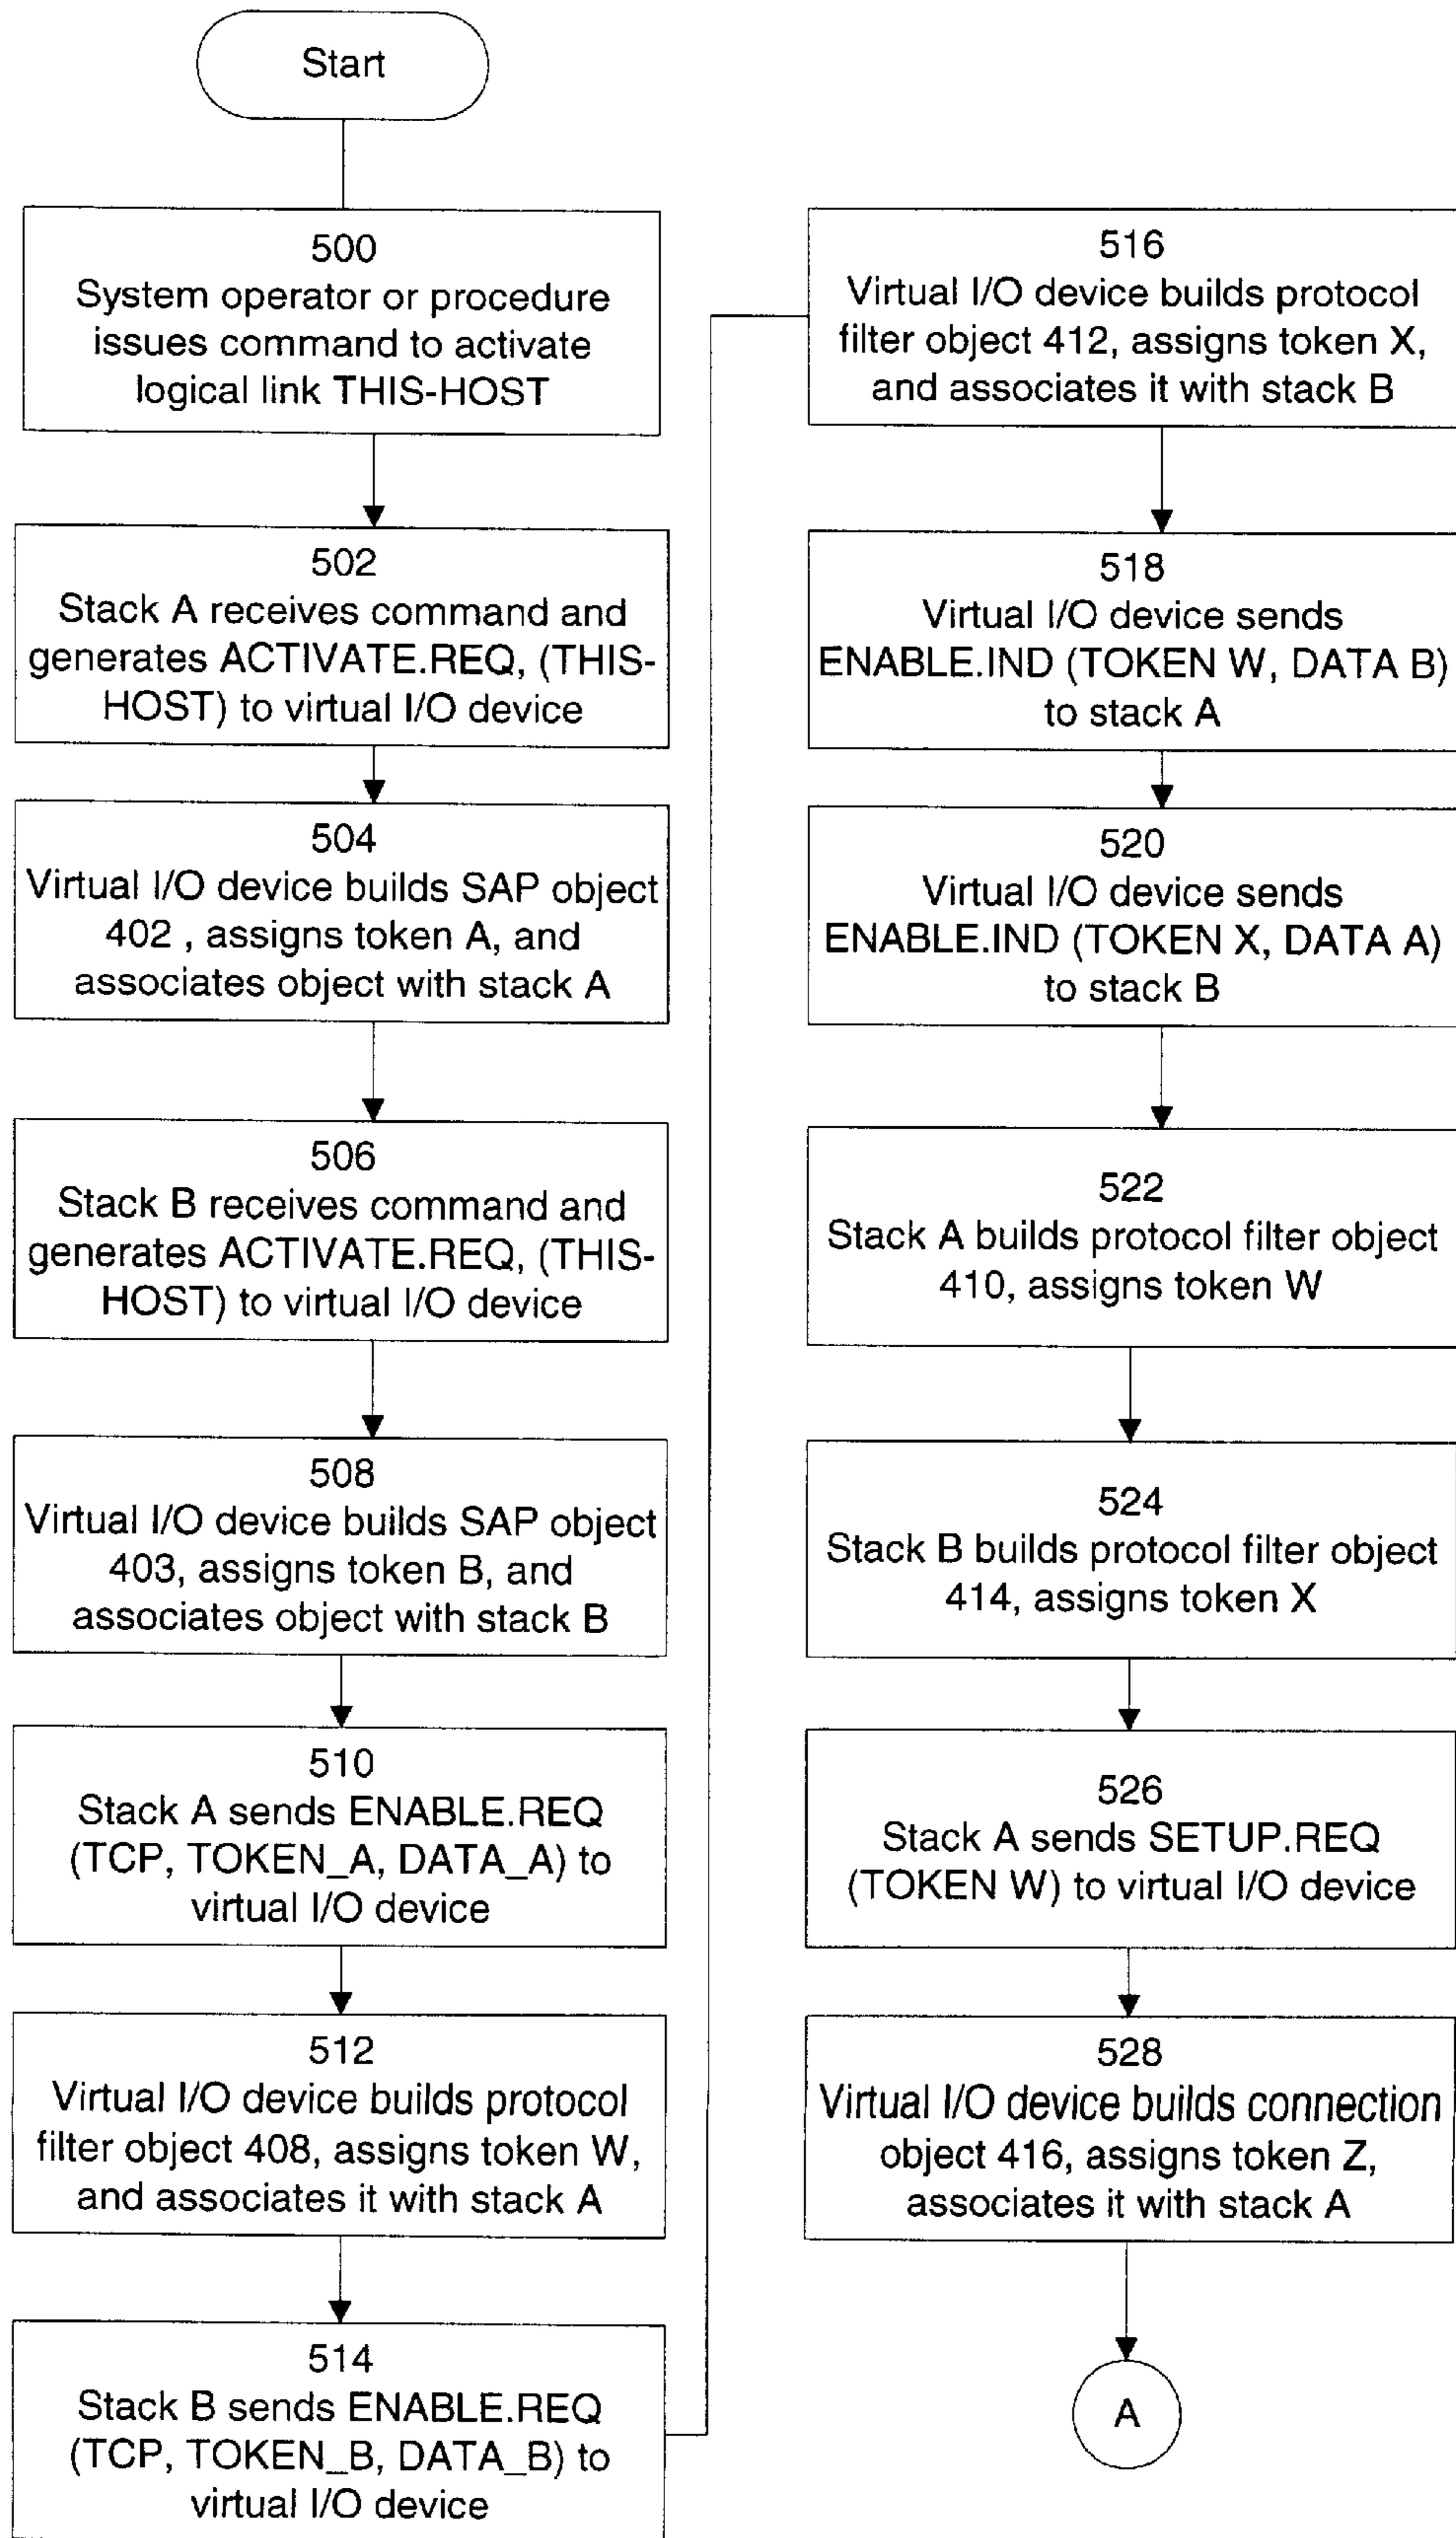 Start
500
System operator or procedure
issues command to activate
logical link THIS-HOST
502
Stack A receives command and
generates ACTIVATE.REQ, (THIS-
HOST) to virtual I/O device
504
Virtual I/O device builds SAP object
402 , assigns token A, and
associates object with stack A
506
Stack B receives command and
generates ACTIVATE.REQ, (THIS-
HOST) to virtual I/O device
508
Virtual I/O device builds SAP object
403, assigns token B, and
associates object with stack B
510
Stack A sends ENABLE.REQ
(TCP, TOKEN_A, DATA_A) to
virtual I/O device
512
Virtual I/O device builds protocol
filter object 408, assigns token W,
and associates it with stack A
514
Stack B sends ENABLE.REQ
(TCP, TOKEN_B, DATA_B) to
virtual I/O device
516
Virtual I/O device builds protocol
filter object 412, assigns token X,
and associates it with stack B
518
Virtual I/O device sends
ENABLE.IND (TOKEN W, DATA B)
to stack A
520
Virtual I/O device sends
ENABLE.IND (TOKEN X, DATA A)
to stack B
522
Stack A builds protocol filter object
410, assigns token W
524
Stack B builds protocol filter object
414, assigns token X
526
Stack A sends SETUP.REQ
(TOKEN W) to virtual I/O device
528
Virtual I/O device builds connection
object 416, assigns token Z,
associates it with stack A
A